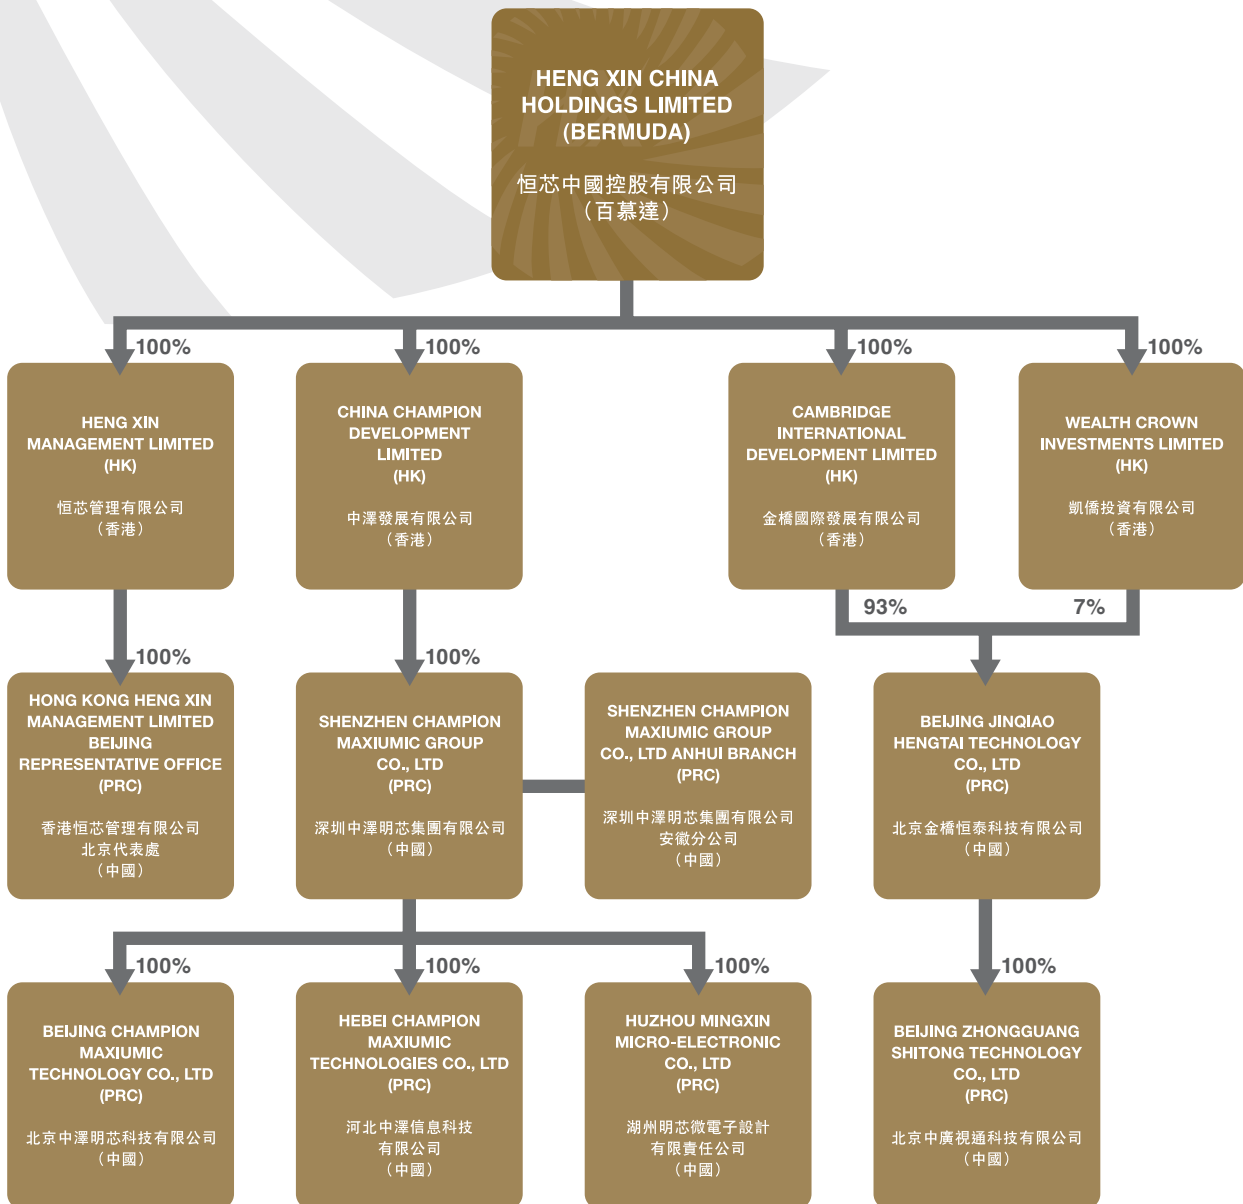 HENG XIN CHINA
HOLDINGS LIMITED
(BERMUDA)
恒芯中國控股有限公司
（百慕達）
100%
100%
100%
100%
HENG XIN
MANAGEMENT LIMITED
(HK)
恒芯管理有限公司
（香港）
CHINA CHAMPION
DEVELOPMENT
LIMITED
(HK)
中澤發展有限公司
（香港）
CAMBRIDGE
INTERNATIONAL
DEVELOPMENT LIMITED
(HK)
金橋國際發展有限公司
（香港）
WEALTH CROWN
INVESTMENTS LIMITED
(HK)
凱僑投資有限公司
（香港）
93%
7%
100%
100%
HONG KONG HENG XIN
MANAGEMENT LIMITED
BEIJING
REPRESENTATIVE OFFICE
(PRC)
香港恒芯管理有限公司
北京代表處
（中國）
SHENZHEN CHAMPION
MAXIUMIC GROUP
CO., LTD
(PRC)
深圳中澤明芯集團有限公司
（中國）
SHENZHEN CHAMPION
MAXIUMIC GROUP
CO., LTD ANHUI BRANCH
(PRC)
深圳中澤明芯集團有限公司
安徽分公司
（中國）
BEIJING JINQIAO
HENGTAI TECHNOLOGY
CO., LTD
(PRC)
北京金橋恒泰科技有限公司
（中國）
100%
100%
100%
100%
BEIJING CHAMPION
MAXIUMIC
TECHNOLOGY CO., LTD
(PRC)
北京中澤明芯科技有限公司
（中國）
HEBEI CHAMPION
MAXIUMIC
TECHNOLOGIES CO., LTD
(PRC)
河北中澤信息科技
有限公司
（中國）
HUZHOU MINGXIN
MICRO-ELECTRONIC
CO., LTD
(PRC)
湖州明芯微電子設計
有限責任公司
（中國）
BEIJING ZHONGGUANG
SHITONG TECHNOLOGY
CO., LTD
(PRC)
北京中廣視通科技有限公司
（中國）